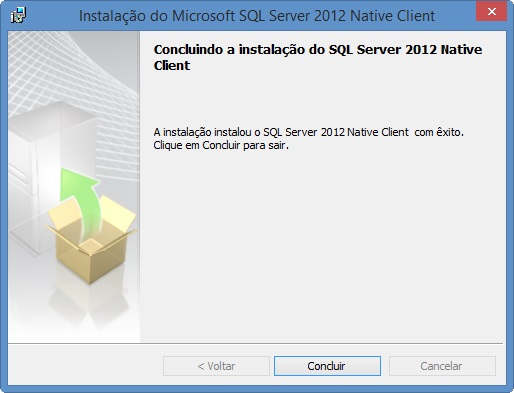 Instalação do Microsoft SQL Server 2012 Native Client
Concluindo a instalação do SQL Server 2012 Native
Client
A instalação instalou o SQL Server 2012 Native Client com êxito.
Clique em Concluir para sair.
< Voltar
Concluir
Cancelar